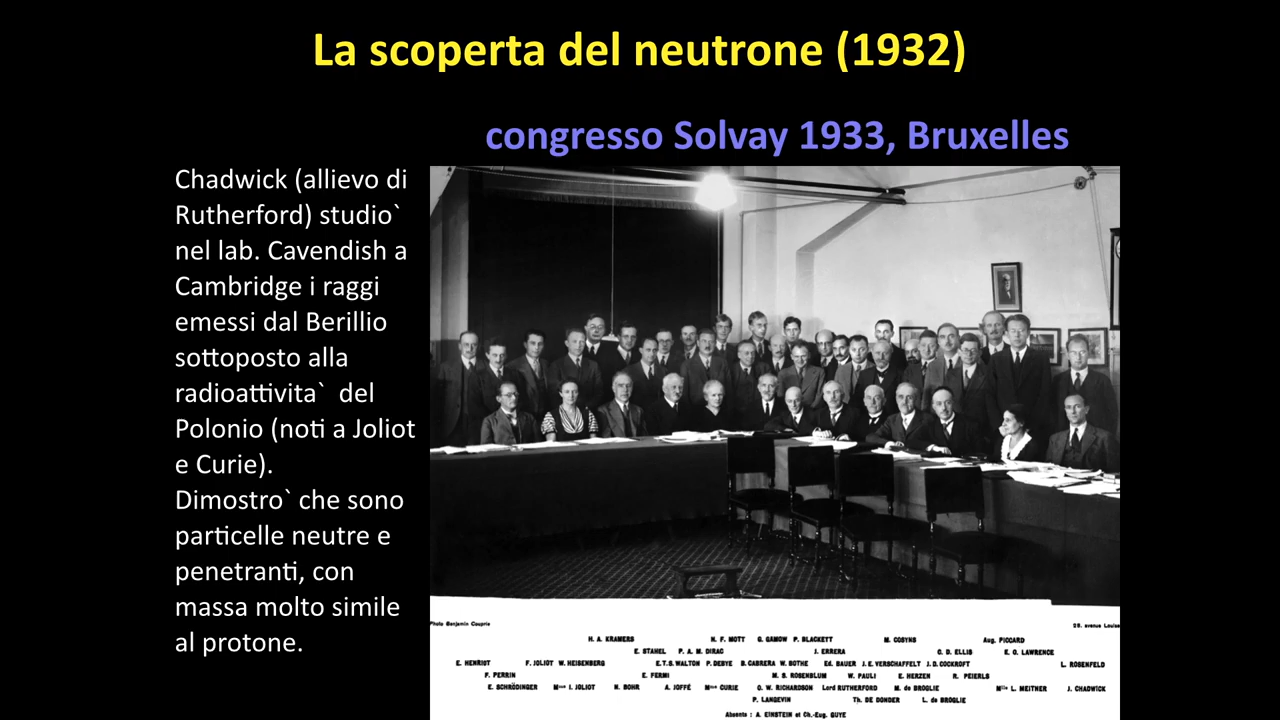 La scoperta del neutrone (1932)
congresso Solvay 1933, Bruxelles
Chadwick (allievo di
Rutherford) studio`
nel lab. Cavendish a
Cambridge i raggi
emessi dal Berillio
sottoposto alla
radioattivita` del
Polonio (noti a Joliot
e Curie).
Dimostro` che sono
particelle neutre e
penetranti, con
massa molto simile
al protone.
Photo Benjamin Couprie
29, avenue Louise
H. A. KRAMERS N. F. MOTT G. GAMOW P. BLACKETT M. COSYNS Aug. PICCARD
E. STAHEL P. A. M. DIRAC J. ERRERA C. D. ELLIS E. O. LAWRENCE
E. HENRIOT F. JOLIOT W. HEISENBERG E.T.S. WALTON P. DEBYE B. CABRERA W. BOTHE Ed. BAUER J. E. VERSCHAFFELT J. D. COCKROFT L. ROSENFELD
F. PERRIN E. FERMI M. S. ROSENBLUM W. PAULI E. HERZEN R. PEIERLS
E. SCHRÖDINGER Mme I. JOLIOT N. BOHR A. JOFFÉ Mme CURIE O. W. RICHARDSON Lord RUTHERFORD M. de BROGLIE Mlle L. MEITNER J. CHADWICK
P. LANGEVIN Th. DE DONDER L. de BROGLIE
Absents : A. EINSTEIN et Ch.-Eug. GUYE